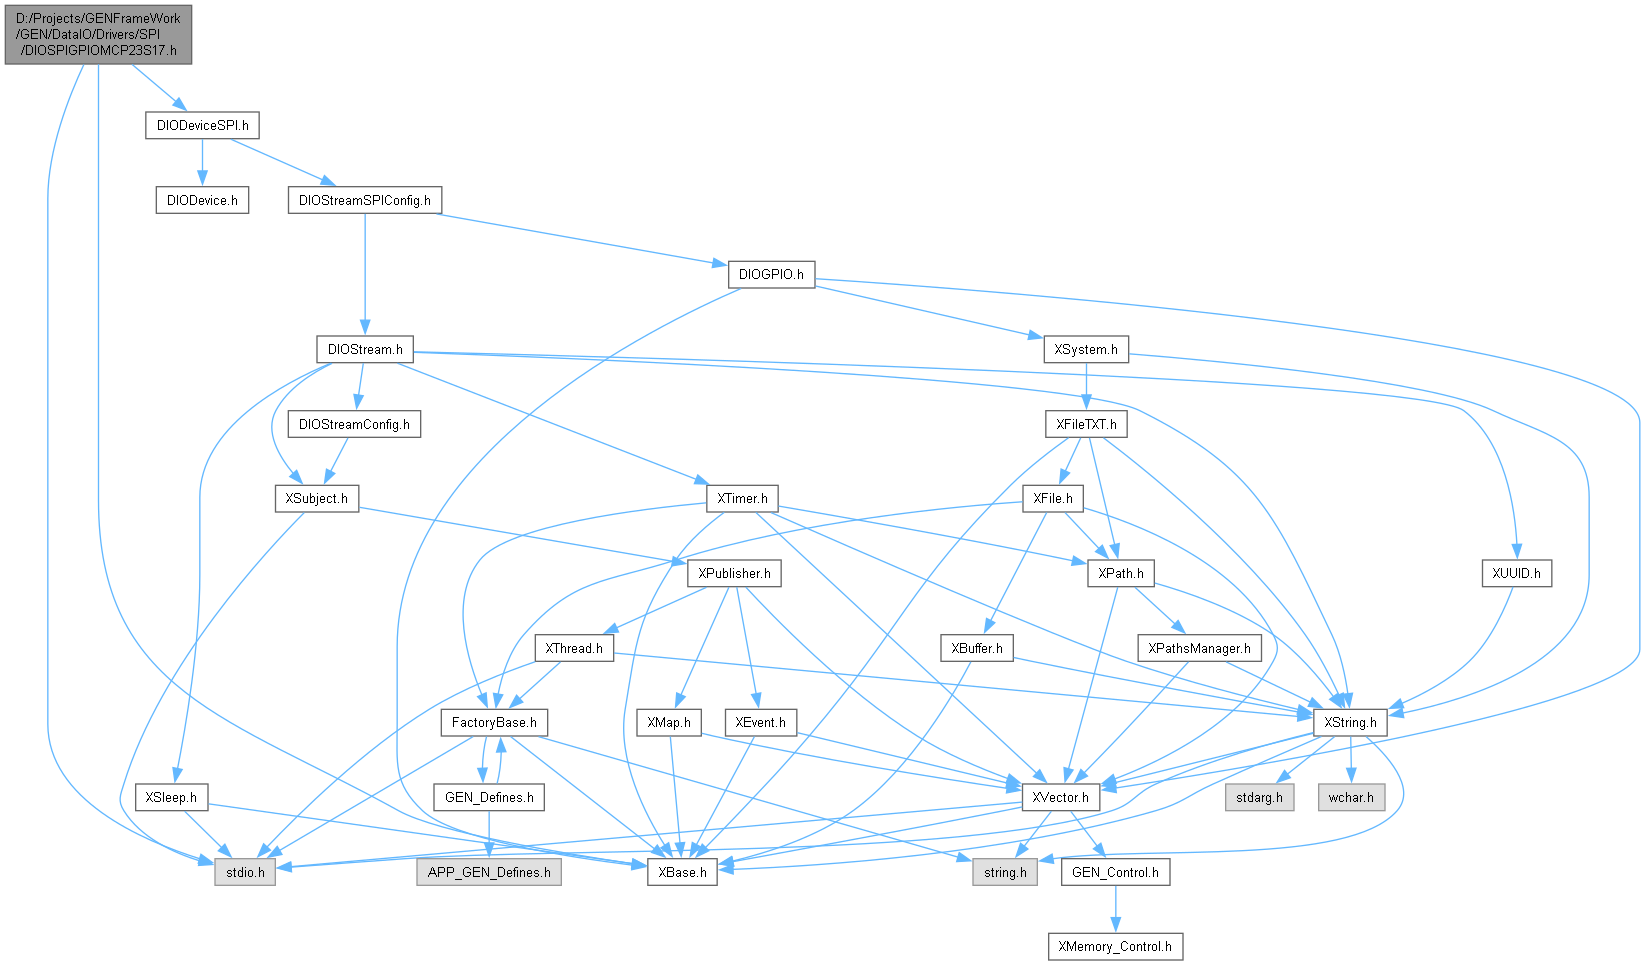 D:/Projects/GENFrameWork
/GEN/DataIO/Drivers/SPI
/DIOSPIGPIOMCP23S17.h
DIODeviceSPI.h
DIODevice.h
DIOStreamSPIConfig.h
DIOGPIO.h
DIOStream.h
XSystem.h
DIOStreamConfig.h
XFileTXT.h
XSubject.h
XTimer.h
XFile.h
XPublisher.h
XPath.h
XUUID.h
XThread.h
XBuffer.h
XPathsManager.h
FactoryBase.h
XMap.h
XEvent.h
XString.h
XSleep.h
GEN_Defines.h
XVector.h
stdarg.h
wchar.h
stdio.h
APP_GEN_Defines.h
XBase.h
string.h
GEN_Control.h
XMemory_Control.h